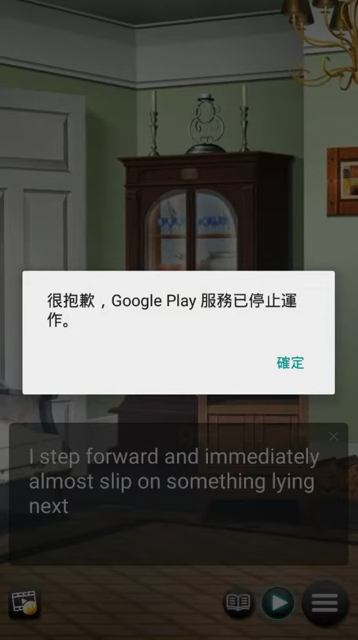 很抱歉，Google Play 服務已停止運
作。
確定
I step forward and immediately
almost slip on something lying
next